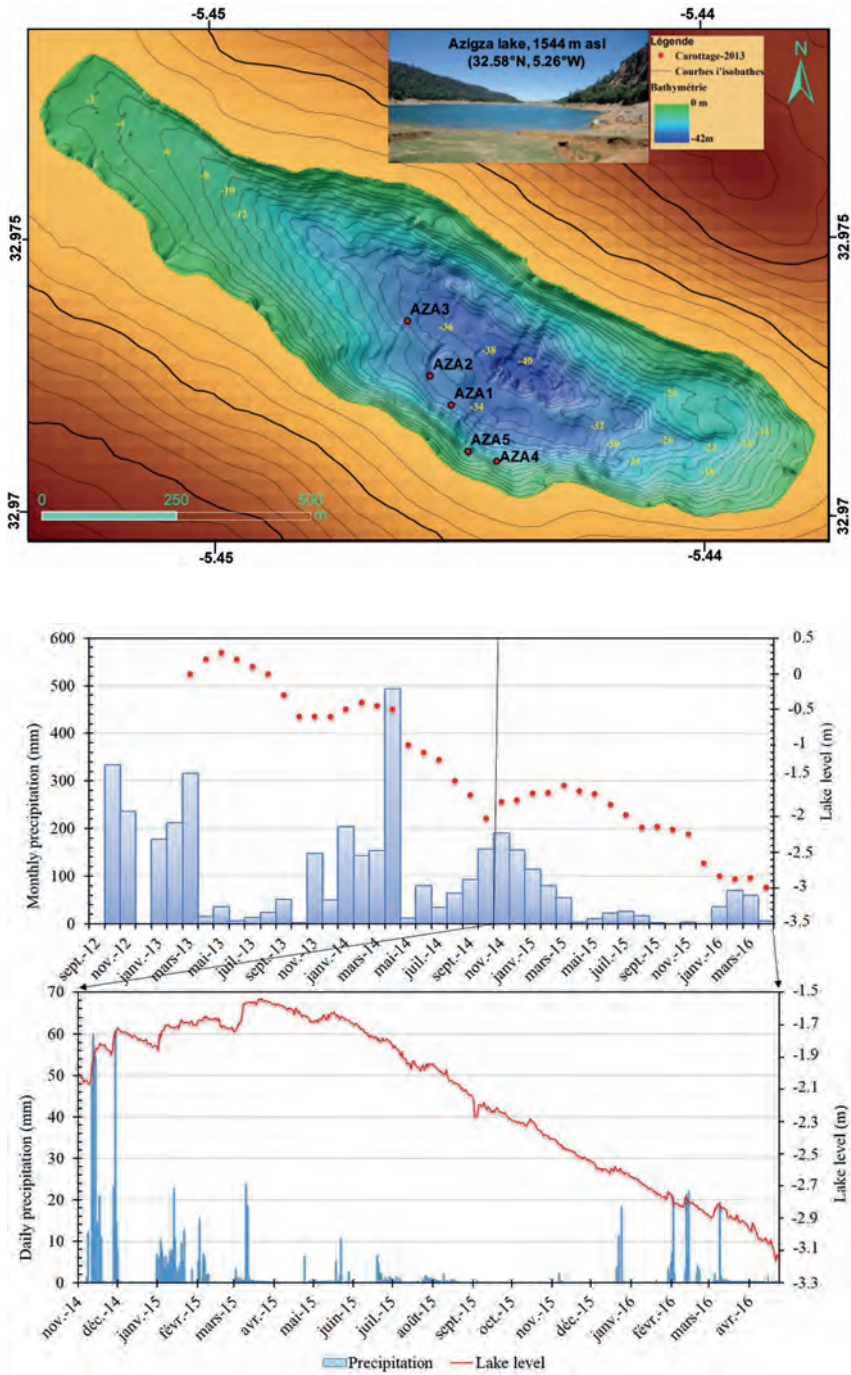 -5.45
-5.44
Azigza lake, 1544 m asl
(32.58°N, 5.26°W)
Légende
Carottage-2013
Courbes i'isobathes
Bathymétrie
0 m
-42m
N
32.975
32.975
-4
-6
-8
-10
-12
AZA3
-36
-38
-40
AZA2
AZA1
-34
AZA5
AZA4
-32
-30
-24
-26
-18
0
250
500
m
32.97
32.97
-5.45
-5.44
Monthly precipitation (mm)
600
500
400
300
200
100
0
0.5
0
-0.5
-1
-1.5
-2
-2.5
-3
-3.5
Lake level (m)
sept.-12
nov.-12
janv.-13
mars-13
mai-13
juil.-13
sept.-13
nov.-13
janv.-14
mars-14
mai-14
juil.-14
sept.-14
nov.-14
janv.-15
mars-15
mai-15
juil.-15
sept.-15
nov.-15
janv.-16
mars-16
Daily precipitation (mm)
70
60
50
40
30
20
10
0
-1.5
-1.7
-1.9
-2.1
-2.3
-2.5
-2.7
-2.9
-3.1
-3.3
Lake level (m)
nov.-14
déc.-14
janv.-15
févr.-15
mars-15
avr.-15
mai-15
juin-15
juil.-15
août-15
sept.-15
oct.-15
nov.-15
déc.-15
janv.-16
févr.-16
mars-16
avr.-16
Precipitation
Lake level